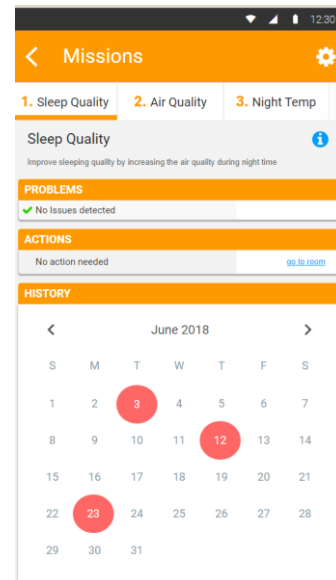 12:30
Missions
1. Sleep Quality 2. Air Quality 3. Night Temp
Sleep Quality
Improve sleeping quality by increasing the air quality during night time
PROBLEMS
No Issues detected
ACTIONS
No action needed go to room
HISTORY
June 2018
S M T W T F S
1 2 3 4 5 6 7
8 9 10 11 12 13 14
15 16 17 18 19 20 21
22 23 24 25 26 27 28
29 30 31